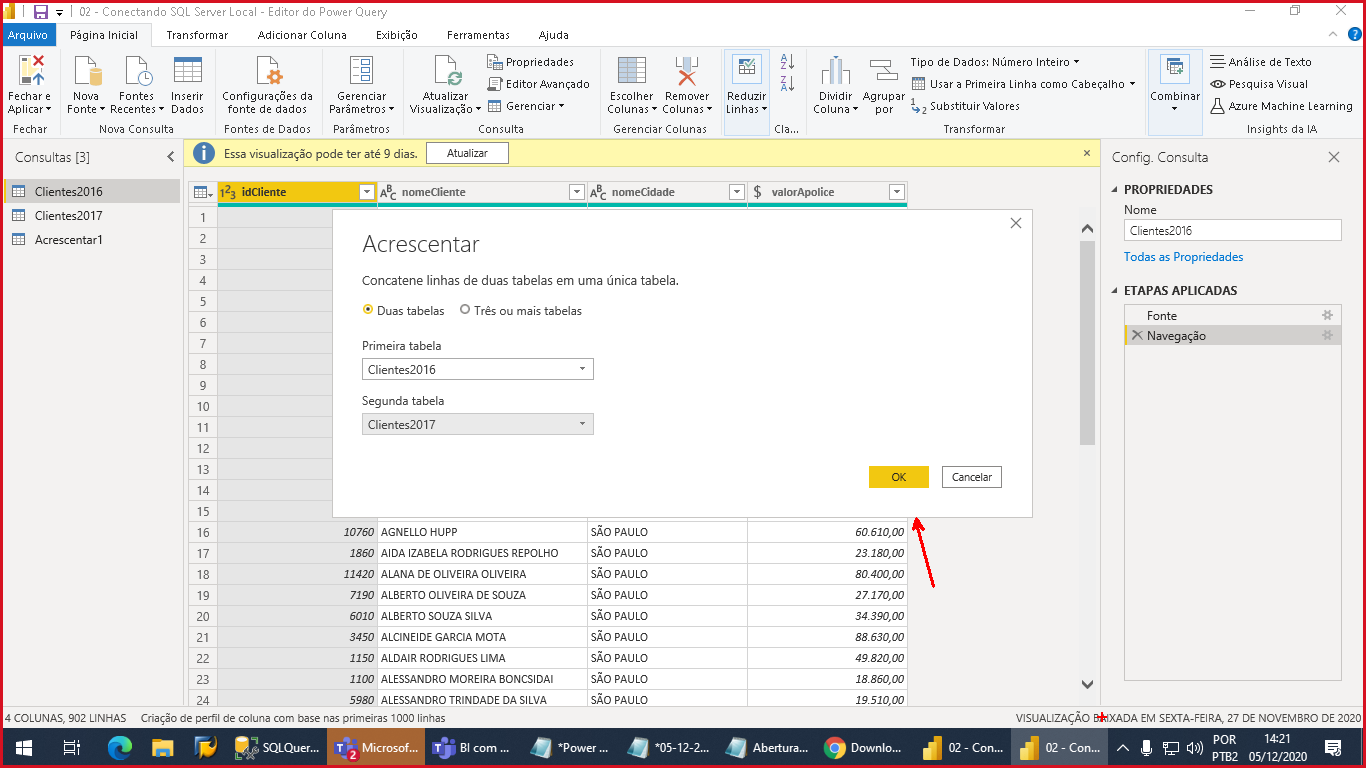 02 - Conectando SQL Server Local - Editor do Power Query
Arquivo Página Inicial Transformar Adicionar Coluna Exibição Ferramentas Ajuda
Fechar e Aplicar
Fechar
Nova Fonte
Fontes Recentes
Inserir Dados
Nova Consulta
Configurações da fonte de dados
Fontes de Dados
Gerenciar Parâmetros
Parâmetros
Atualizar Visualização
Propriedades
Editor Avançado
Gerenciar
Consulta
Escolher Colunas
Remover Colunas
Gerenciar Colunas
Reduzir Linhas
Cla...
Dividir Coluna
Agrupar por
Tipo de Dados: Número Inteiro
Usar a Primeira Linha como Cabeçalho
Substituir Valores
Transformar
Combinar
Análise de Texto
Pesquisa Visual
Azure Machine Learning
Insights da IA
Consultas [3]
Clientes2016
Clientes2017
Acrescentar1
Essa visualização pode ter até 9 dias. Atualizar
idCliente nomeCliente nomeCidade valorApolice
1
2
3
4
5
6
7
8
9
10
11
12
13
14
15
Acrescentar
Concatene linhas de duas tabelas em uma única tabela.
Duas tabelas Três ou mais tabelas
Primeira tabela
Clientes2016
Segunda tabela
Clientes2017
OK Cancelar
16 10760 AGNELLO HUPP SÃO PAULO 60.610,00
17 1860 AIDA IZABELA RODRIGUES REPOLHO SÃO PAULO 23.180,00
18 11420 ALANA DE OLIVEIRA OLIVEIRA SÃO PAULO 80.400,00
19 7190 ALBERTO OLIVEIRA DE SOUZA SÃO PAULO 27.170,00
20 6010 ALBERTO SOUZA SILVA SÃO PAULO 34.390,00
21 3450 ALCINEIDE GARCIA MOTA SÃO PAULO 88.630,00
22 1150 ALDAIR RODRIGUES LIMA SÃO PAULO 49.820,00
23 1100 ALESSANDRO MOREIRA BONCSIDAI SÃO PAULO 18.860,00
24 5980 ALESSANDRO TRINDADE DA SILVA SÃO PAULO 19.510,00
Config. Consulta
PROPRIEDADES
Nome
Clientes2016
Todas as Propriedades
ETAPAS APLICADAS
Fonte
Navegação
4 COLUNAS, 902 LINHAS Criação de perfil de coluna com base nas primeiras 1000 linhas
VISUALIZAÇÃO BAIXADA EM SEXTA-FEIRA, 27 DE NOVEMBRO DE 2020
SQLQuer... Microsof... 2 BI com ... *Power ... *05-12-2... Abertura... Downlo... 02 - Con... 02 - Con...
POR
PTB2
14:21
05/12/2020